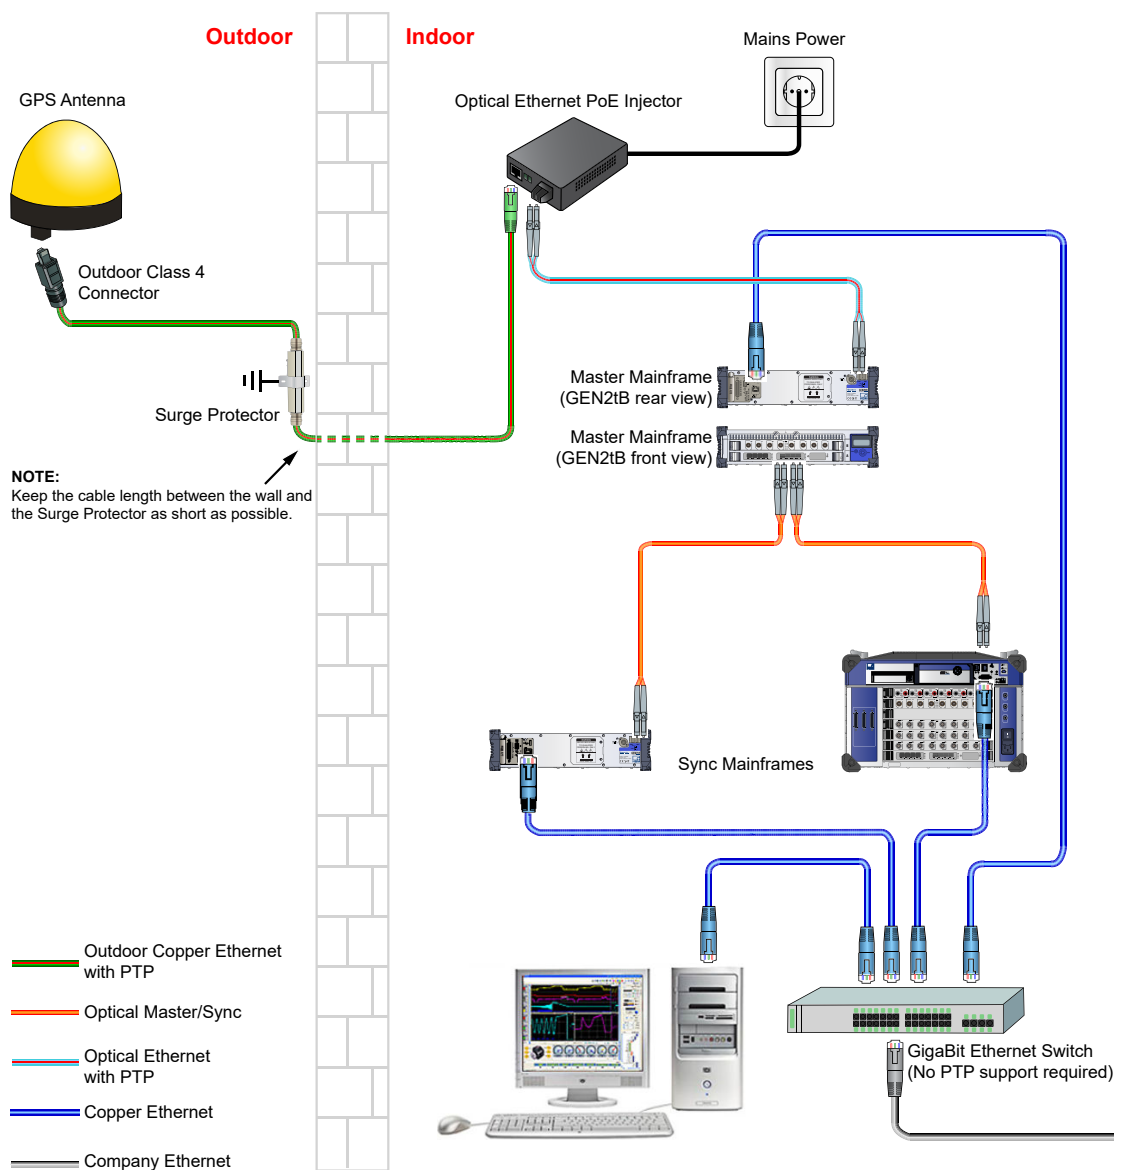 Outdoor
Indoor
Mains Power
GPS Antenna
Optical Ethernet PoE Injector
Outdoor Class 4
Connector
Surge Protector
Master Mainframe
(GEN2tB rear view)
Master Mainframe
(GEN2tB front view)
NOTE:
Keep the cable length between the wall and
the Surge Protector as short as possible.
Sync Mainframes
Outdoor Copper Ethernet
with PTP
Optical Master/Sync
Optical Ethernet
with PTP
Copper Ethernet
Company Ethernet
GigaBit Ethernet Switch
(No PTP support required)